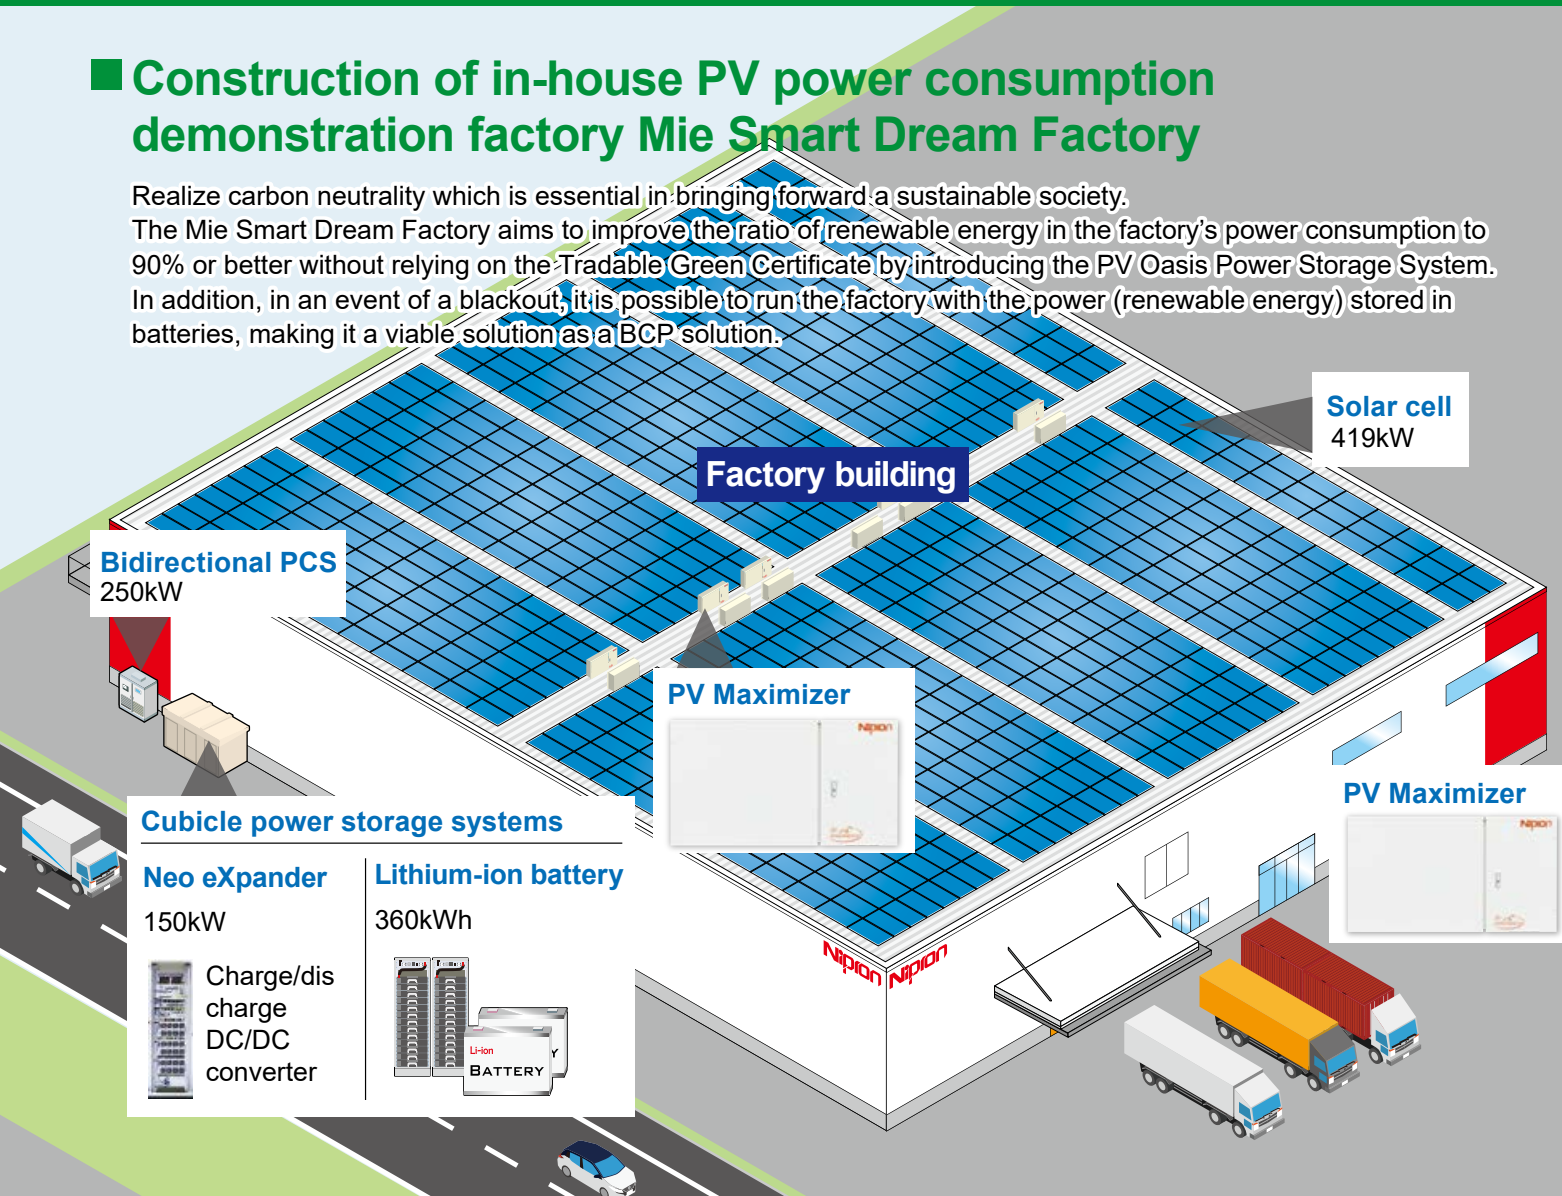 Construction of in-house PV power consumption
demonstration factory Mie Smart Dream Factory
Realize carbon neutrality which is essential in bringing forward a sustainable society.
The Mie Smart Dream Factory aims to improve the ratio of renewable energy in the factory's power consumption to
90% or better without relying on the Tradable Green Certificate by introducing the PV Oasis Power Storage System.
In addition, in an event of a blackout, it is possible to run the factory with the power (renewable energy) stored in
batteries, making it a viable solution as a BCP solution.
Solar cell
419kW
Factory building
Bidirectional PCS
250kW
PV Maximizer
Nipron
PV Maximizer
Nipron
Cubicle power storage systems
Neo eXpander
150kW
Charge/dis
charge
DC/DC
converter
Lithium-ion battery
360kWh
Li-ion
BATTERY
Y
Nipron
Nipron